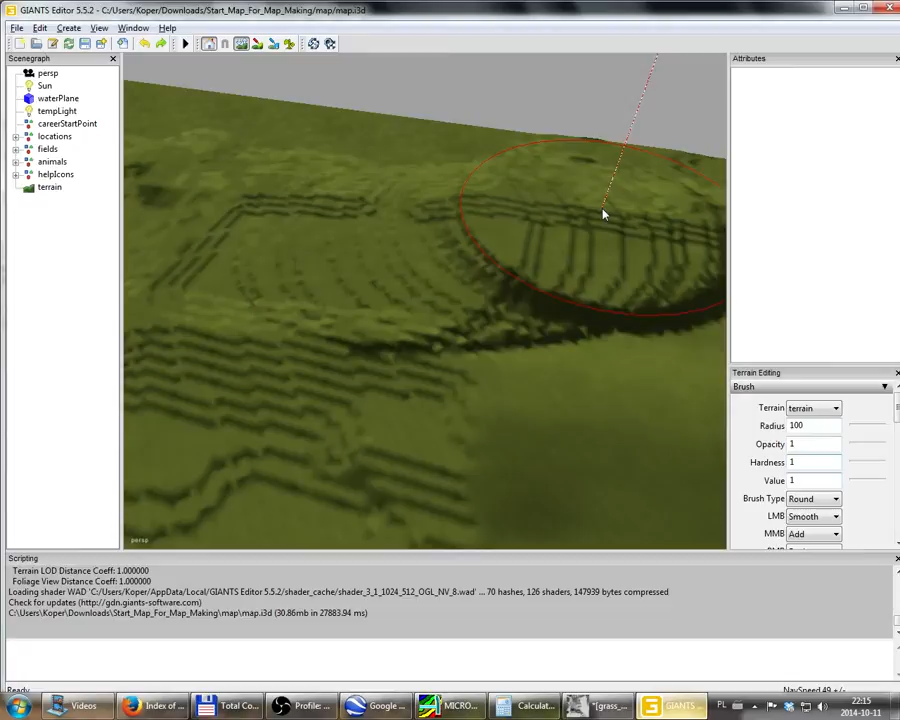 GIANTS Editor 5.5.2 - C:/Users/Koper/Downloads/Start_Map_For_Map_Making/map/map.i3d
File Edit Create View Window Help
Scenegraph
Attributes
persp
Sun
waterPlane
tempLight
careerStartPoint
locations
fields
animals
helpIcons
terrain
Terrain Editing
Brush
Terrain terrain
Radius 100
Opacity 1
Hardness 1
Value 1
Brush Type Round
LMB Smooth
MMB Add
persp
Scripting
Terrain LOD Distance Coeff: 1.000000
Foliage View Distance Coeff: 1.000000
Loading shader WAD 'C:/Users/Koper/AppData/Local/GIANTS Editor 5.5.2/shader_cache/shader_3_1_1024_512_OGL_NV_8.wad' ... 70 hashes, 126 shaders, 147939 bytes compressed
Check for updates (http://gdn.giants-software.com)
C:\Users\Koper\Downloads\Start_Map_For_Map_Making\map\map.i3d (30.86mb in 27883.94 ms)
Ready
NavSpeed 49 +/-
Videos
Index of ...
Total Co...
Profile: ...
Google ...
MICRO...
Calculat...
*[grass_...
GIANTS ...
PL
22:15
2014-10-11